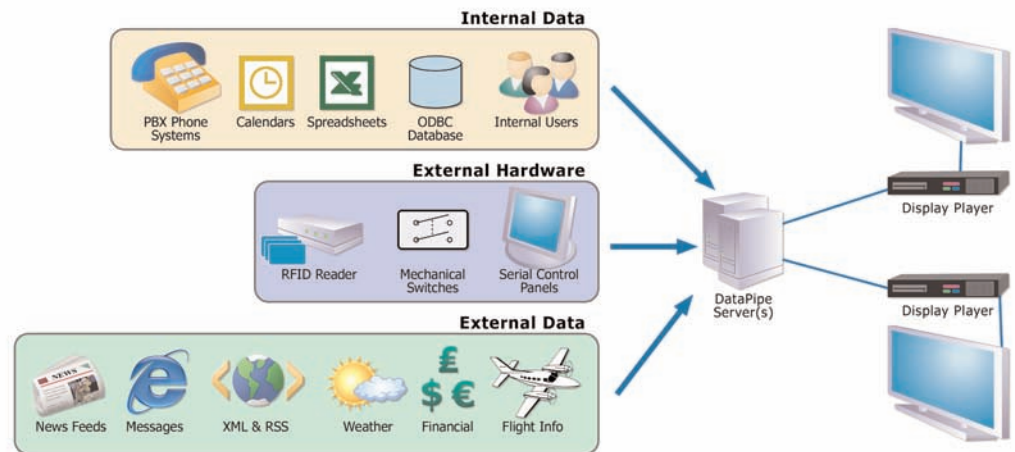 Internal Data
PBX Phone
Systems
Calendars
Spreadsheets
ODBC
Database
Internal Users
External Hardware
RFID Reader
Mechanical
Switches
Serial Control
Panels
External Data
NEWS
News Feeds
Messages
XML & RSS
Weather
£
$ €
Financial
Flight Info
DataPipe
Server(s)
Display Player
Display Player